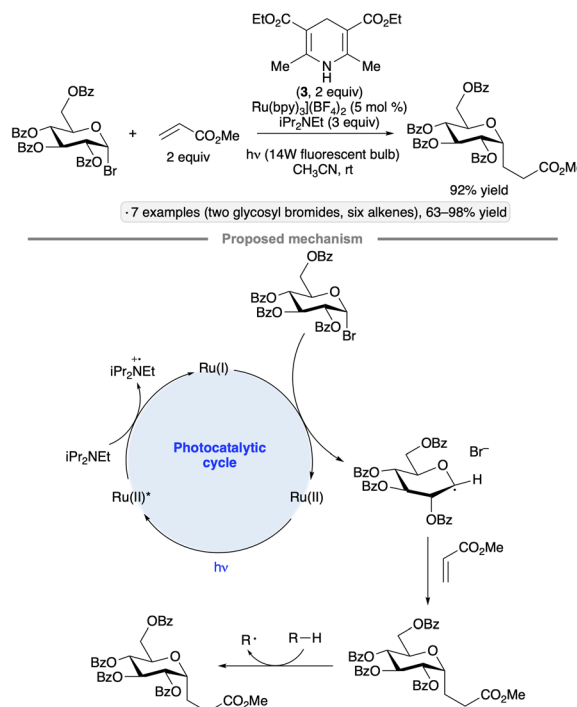 EtO₂C CO₂Et
Me N Me
H
(3, 2 equiv)
Ru(bpy)₃](BF₄)₂ (5 mol %)
iPr₂NEt (3 equiv)
hν (14W fluorescent bulb)
CH₃CN, rt
OBz
BzO O
BzO
BzO
Br
+
CO₂Me
2 equiv
OBz
BzO O
BzO
BzO
CO₂Me
92% yield
· 7 examples (two glycosyl bromides, six alkenes), 63–98% yield
Proposed mechanism
OBz
BzO O
BzO
BzO
Br
+•
iPr₂NEt
Ru(I)
Photocatalytic
cycle
iPr₂NEt
Ru(II)*
Ru(II)
hν
OBz
Br⁻
BzO O
BzO H
•
OBz
CO₂Me
R• R–H
OBz
BzO O
BzO
BzO
CO₂Me
OBz
BzO O
BzO
BzO
CO₂Me